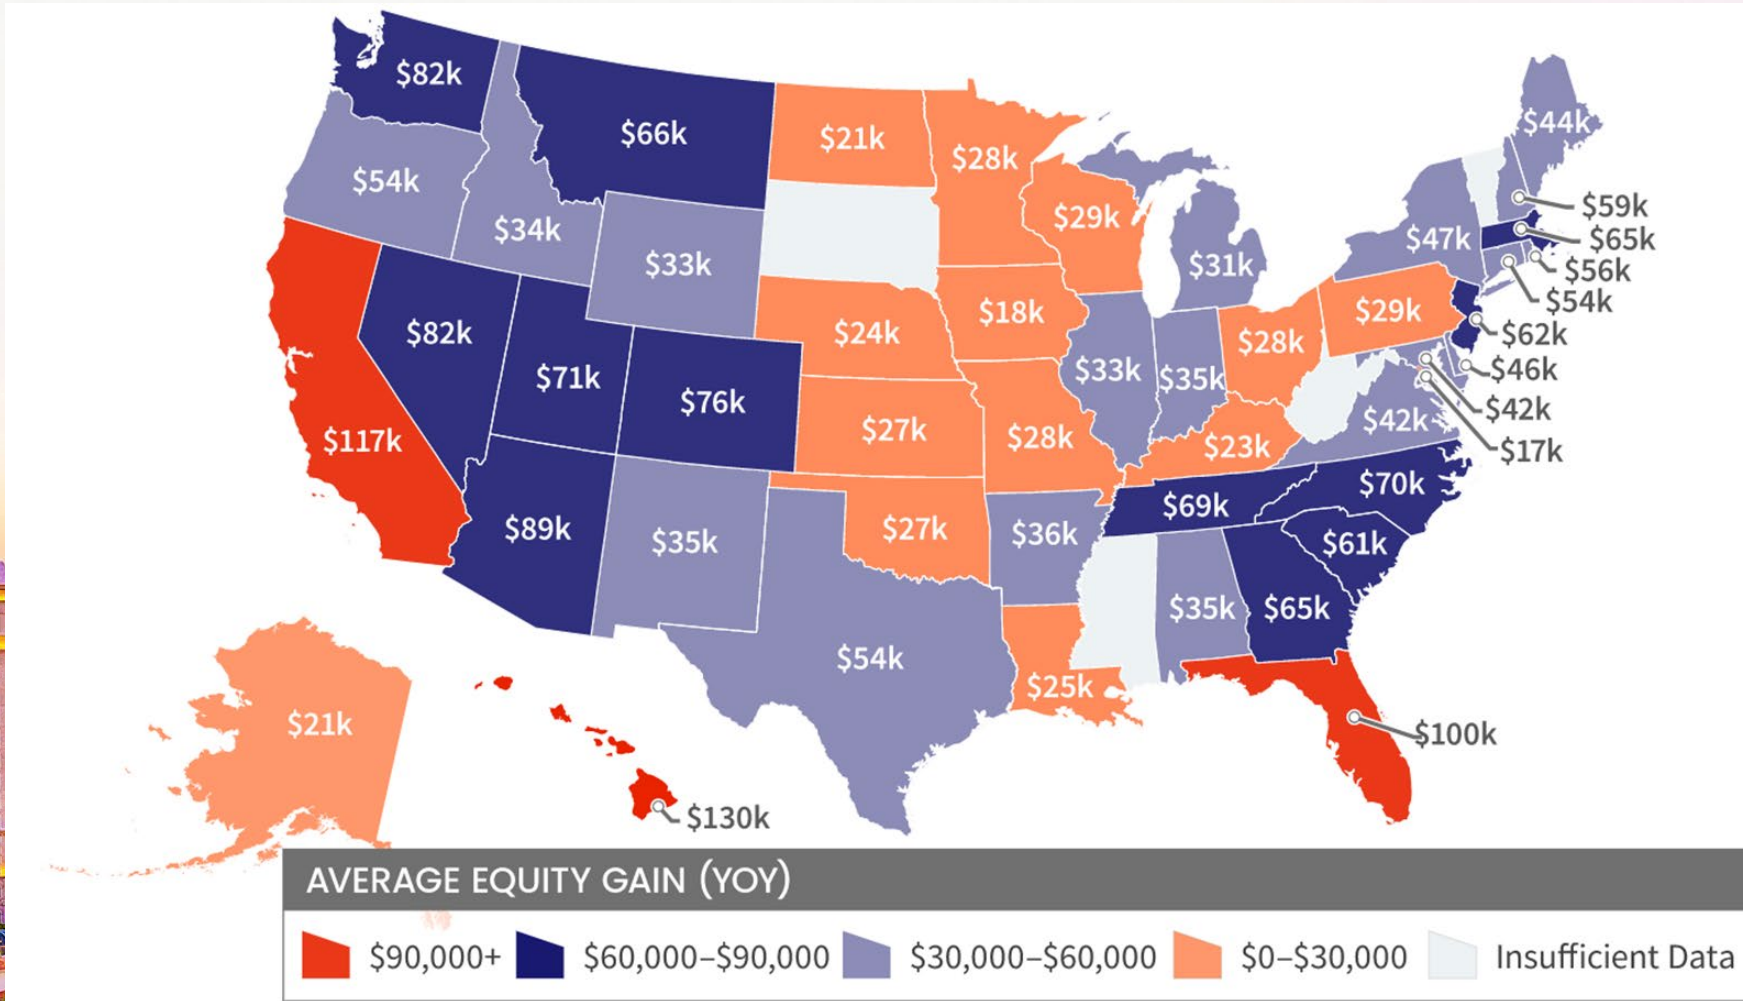 $82k
$66k
$21k
$28k
$44k
$54k
$34k
$29k
$59k
$33k
$47k
$65k
$31k
$56k
$54k
$82k
$24k
$18k
$29k
$62k
$71k
$76k
$33k
$35k
$28k
$46k
$42k
$117k
$27k
$28k
$23k
$42k
$17k
$89k
$35k
$27k
$36k
$69k
$70k
$61k
$54k
$25k
$35k
$65k
$21k
$100k
$130k
AVERAGE EQUITY GAIN (YOY)
$90,000+ $60,000–$90,000 $30,000–$60,000 $0–$30,000 Insufficient Data